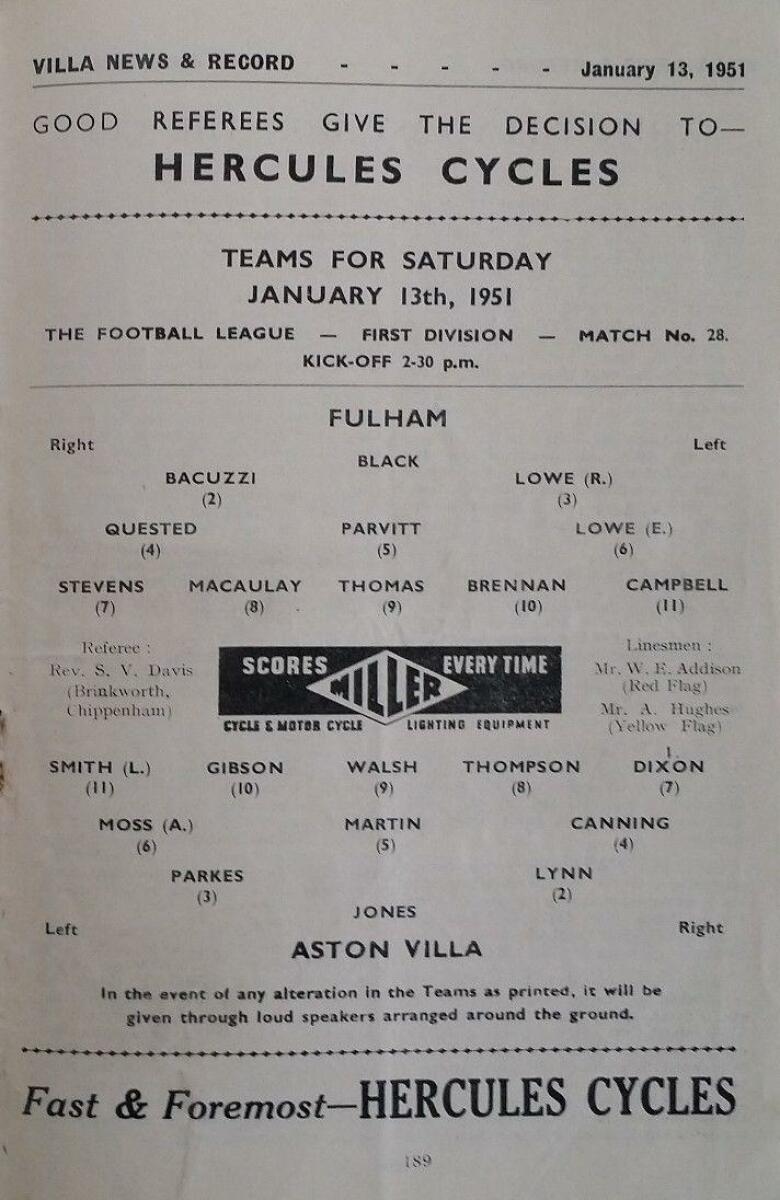 VILLA NEWS & RECORD - - - - - January 13, 1951
GOOD REFEREES GIVE THE DECISION TO—
HERCULES CYCLES
TEAMS FOR SATURDAY
JANUARY 13th, 1951
THE FOOTBALL LEAGUE — FIRST DIVISION — MATCH No. 28.
KICK-OFF 2-30 p.m.
FULHAM
Right Left
BLACK
BACUZZI LOWE (R.)
(2) (3)
QUESTED PARVITT LOWE (E.)
(4) (5) (6)
STEVENS MACAULAY THOMAS BRENNAN CAMPBELL
(7) (8) (9) (10) (11)
Referee :
Rev. S. V. Davis
(Brinkworth,
Chippenham)
SCORES MILLER EVERY TIME
CYCLE & MOTOR CYCLE LIGHTING EQUIPMENT
Linesmen :
Mr. W. E. Addison
(Red Flag)
Mr. A. Hughes
(Yellow Flag)
SMITH (L.) GIBSON WALSH THOMPSON DIXON
(11) (10) (9) (8) (7)
MOSS (A.) MARTIN CANNING
(6) (5) (4)
PARKES LYNN
(3) (2)
JONES
Left Right
ASTON VILLA
In the event of any alteration in the Teams as printed, it will be
given through loud speakers arranged around the ground.
Fast & Foremost—HERCULES CYCLES
189